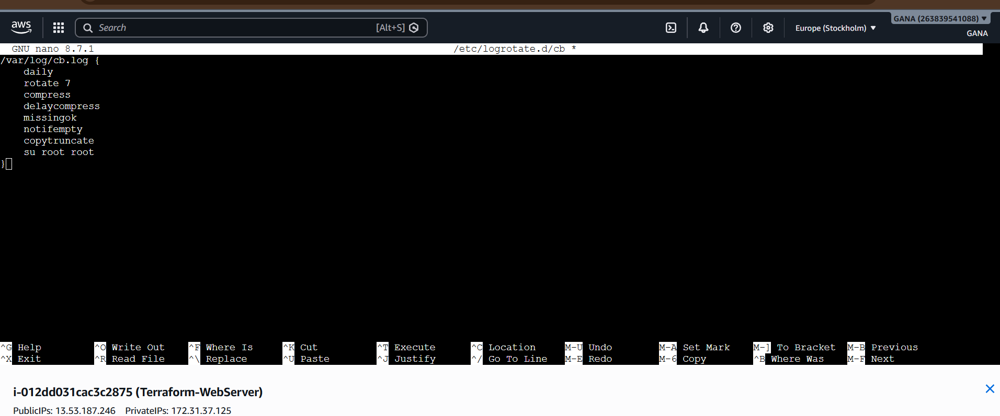 aws
Search [Alt+S]
Europe (Stockholm) ▼
GANA (263839541088) ▼
GANA
GNU nano 8.7.1 /etc/logrotate.d/cb *
/var/log/cb.log {
    daily
    rotate 7
    compress
    delaycompress
    missingok
    notifempty
    copytruncate
    su root root
}
^G Help ^O Write Out ^F Where Is ^K Cut ^T Execute ^C Location M-U Undo M-A Set Mark M-] To Bracket M-B Previous
^X Exit ^R Read File ^\ Replace ^U Paste ^J Justify ^/ Go To Line M-E Redo M-6 Copy ^B Where Was M-F Next
i-012dd031cac3c2875 (Terraform-WebServer)
PublicIPs: 13.53.187.246 PrivateIPs: 172.31.37.125